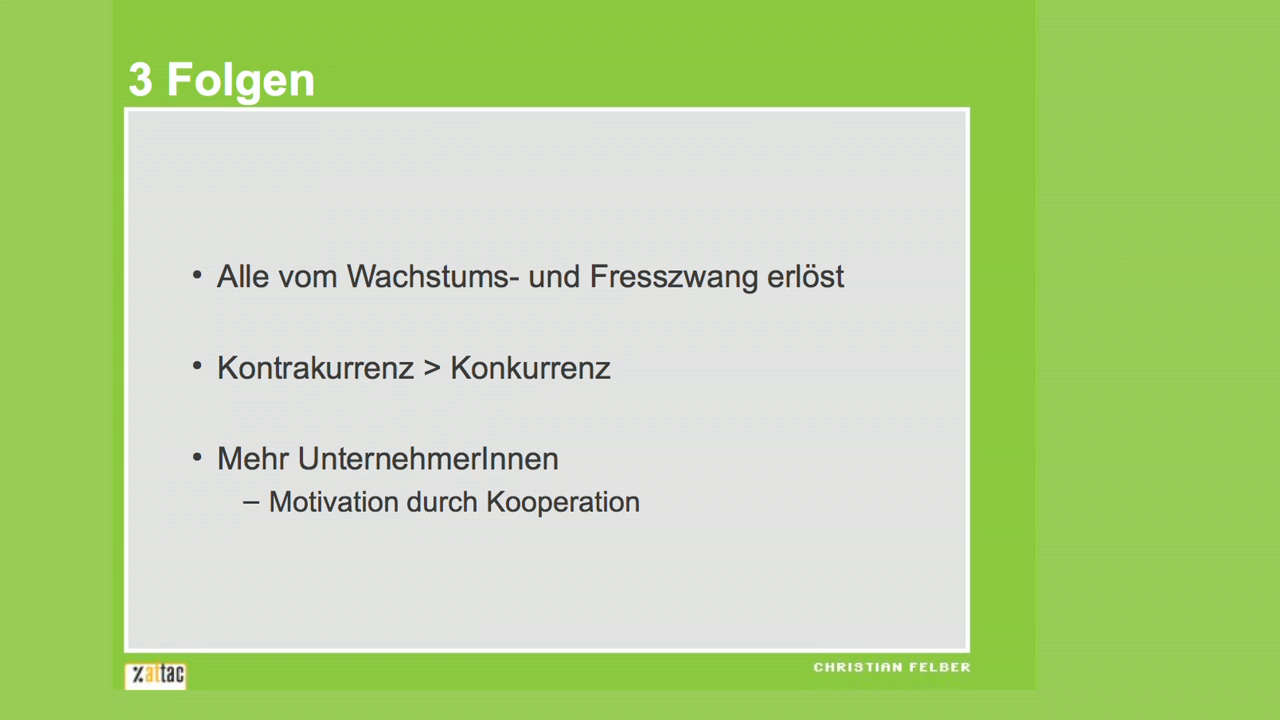 3 Folgen
• Alle vom Wachstums- und Fresszwang erlöst
• Kontrakurrenz > Konkurrenz
• Mehr UnternehmerInnen
– Motivation durch Kooperation
attac
CHRISTIAN FELBER